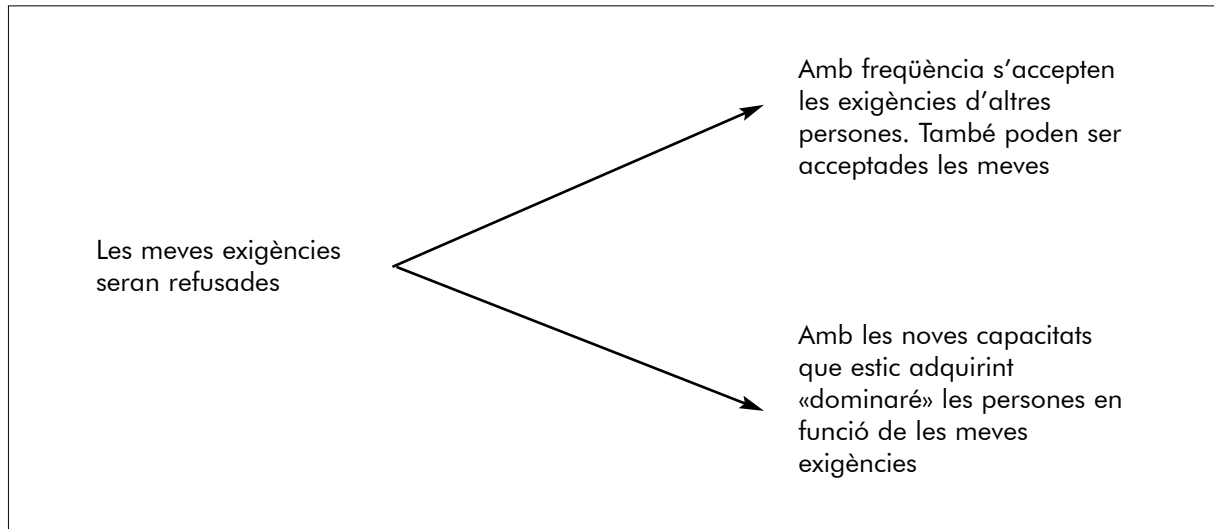 Les meves exigències
seran refusades
Amb freqüència s’accepten
les exigències d’altres
persones. També poden ser
acceptades les meves
Amb les noves capacitats
que estic adquirint
«dominaré» les persones en
funció de les meves
exigències